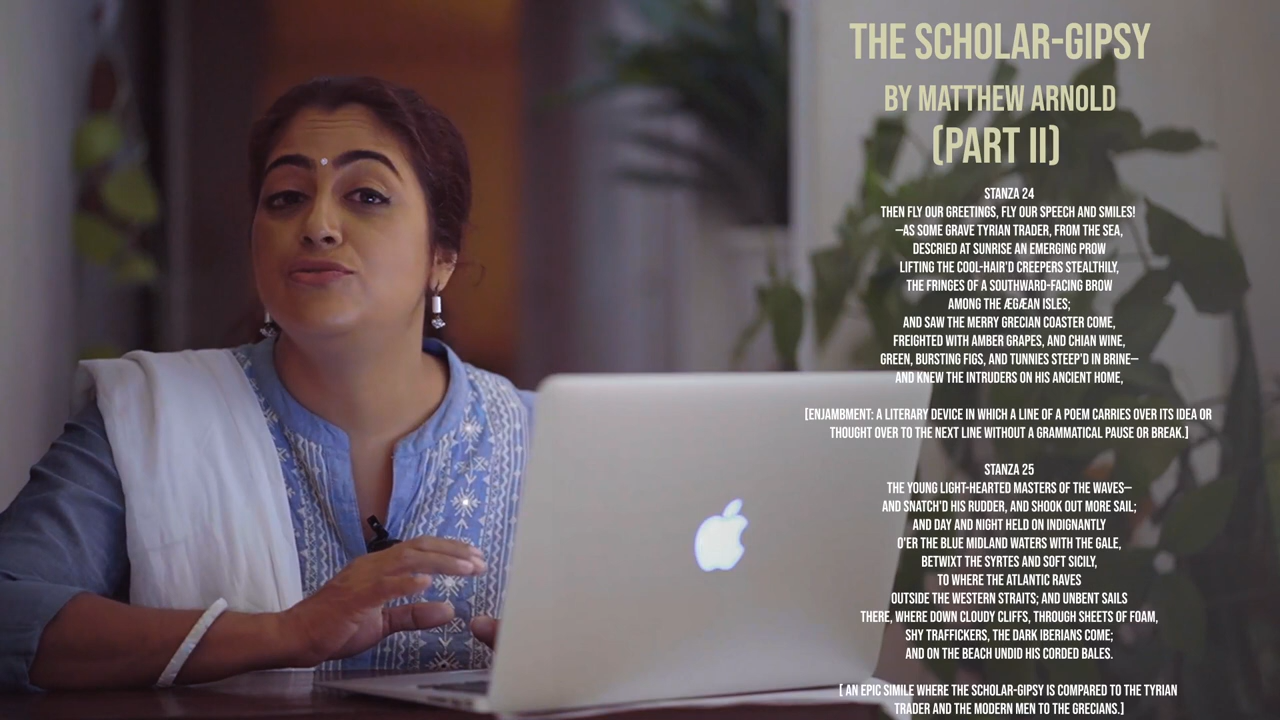 THE SCHOLAR-GIPSY
BY MATTHEW ARNOLD
(PART II)
STANZA 24
THEN FLY OUR GREETINGS, FLY OUR SPEECH AND SMILES!
—AS SOME GRAVE TYRIAN TRADER, FROM THE SEA,
DESCRIED AT SUNRISE AN EMERGING PROW
LIFTING THE COOL-HAIR'D CREEPERS STEALTHILY,
THE FRINGES OF A SOUTHWARD-FACING BROW
AMONG THE ÆGÆAN ISLES;
AND SAW THE MERRY GRECIAN COASTER COME,
FREIGHTED WITH AMBER GRAPES, AND CHIAN WINE,
GREEN, BURSTING FIGS, AND TUNNIES STEEP'D IN BRINE—
AND KNEW THE INTRUDERS ON HIS ANCIENT HOME,
[ENJAMBMENT: A LITERARY DEVICE IN WHICH A LINE OF A POEM CARRIES OVER ITS IDEA OR
THOUGHT OVER TO THE NEXT LINE WITHOUT A GRAMMATICAL PAUSE OR BREAK.]
STANZA 25
THE YOUNG LIGHT-HEARTED MASTERS OF THE WAVES—
AND SNATCH'D HIS RUDDER, AND SHOOK OUT MORE SAIL;
AND DAY AND NIGHT HELD ON INDIGNANTLY
O'ER THE BLUE MIDLAND WATERS WITH THE GALE,
BETWIXT THE SYRTES AND SOFT SICILY,
TO WHERE THE ATLANTIC RAVES
OUTSIDE THE WESTERN STRAITS; AND UNBENT SAILS
THERE, WHERE DOWN CLOUDY CLIFFS, THROUGH SHEETS OF FOAM,
SHY TRAFFICKERS, THE DARK IBERIANS COME;
AND ON THE BEACH UNDID HIS CORDED BALES.
[ AN EPIC SIMILE WHERE THE SCHOLAR-GIPSY IS COMPARED TO THE TYRIAN
TRADER AND THE MODERN MEN TO THE GRECIANS.]